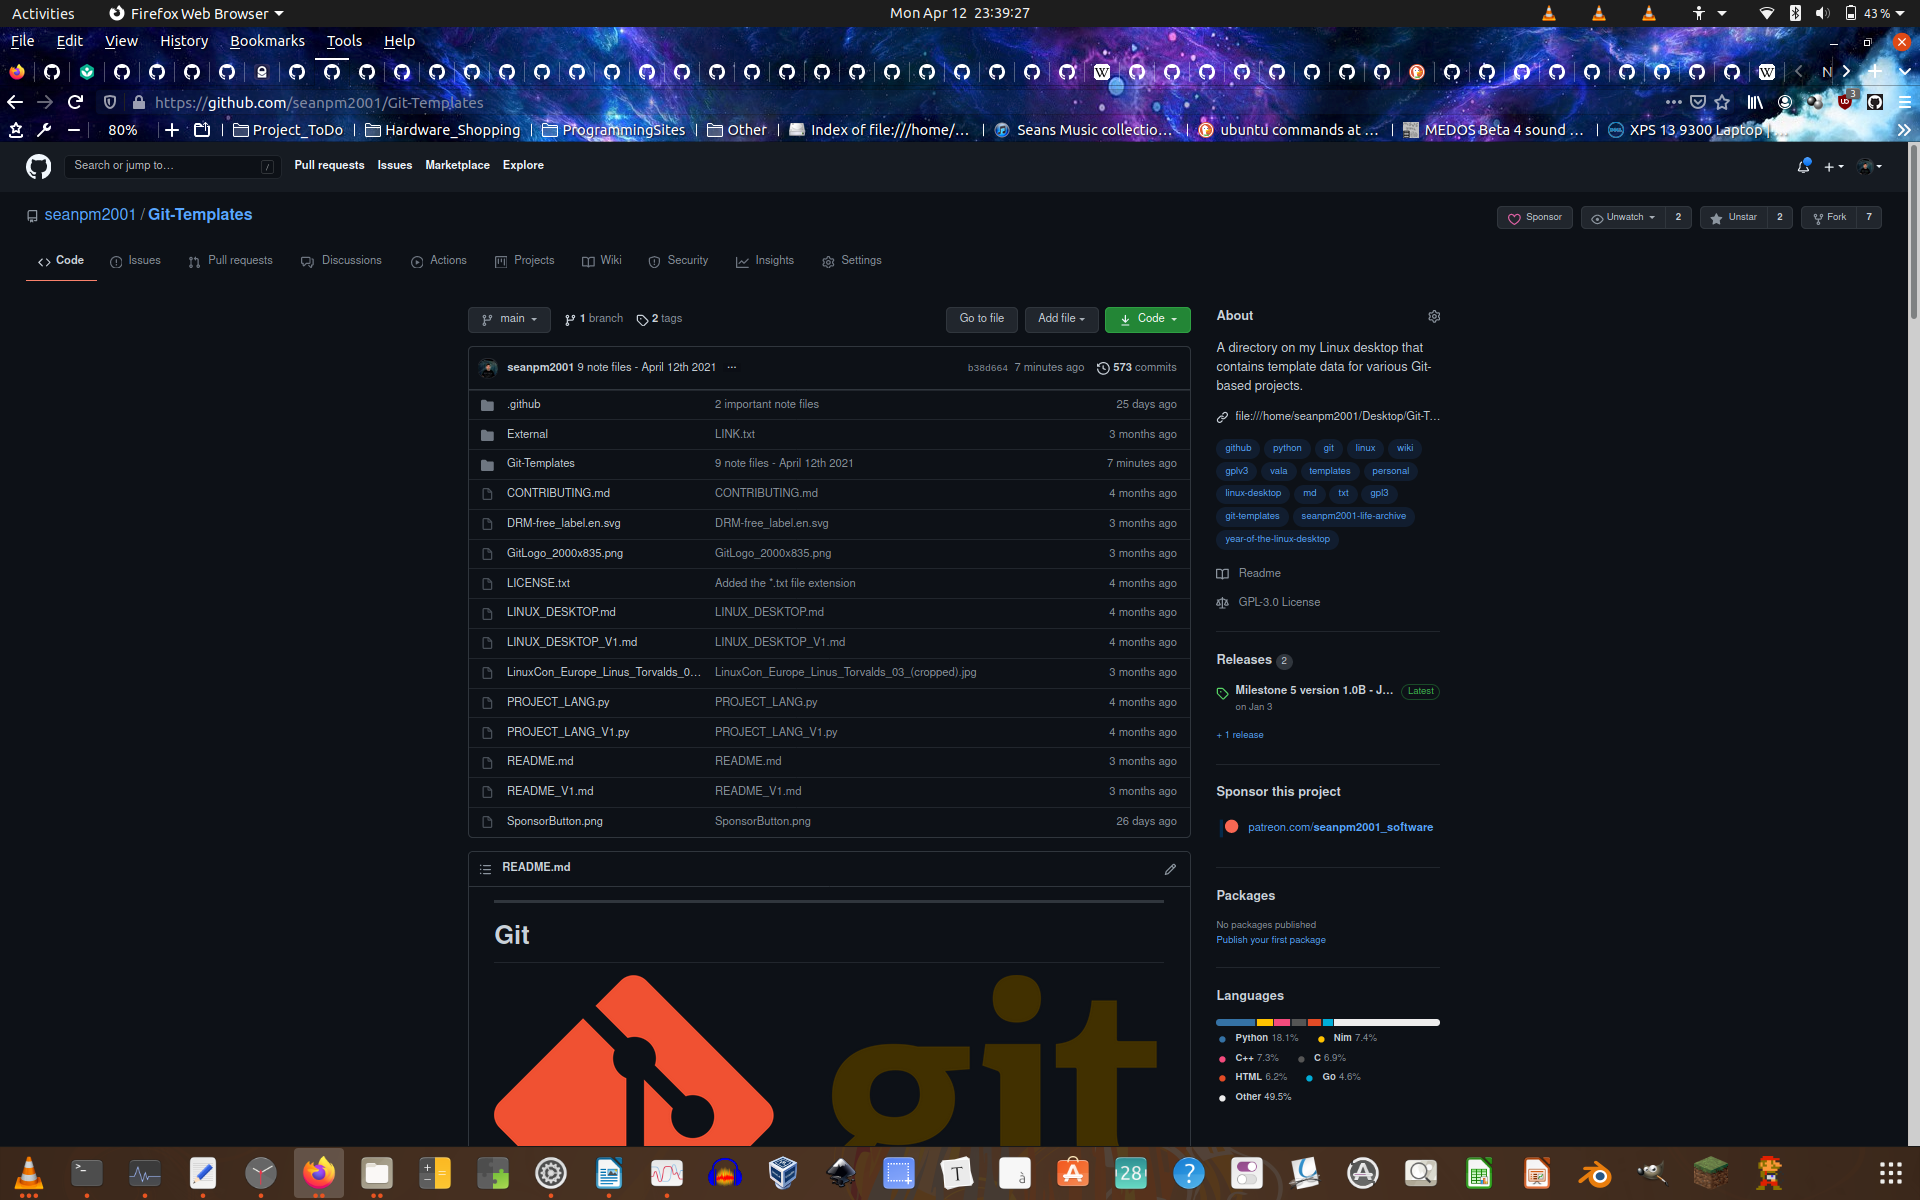 Activities
Firefox Web Browser
Mon Apr 12 23:39:27
43 %
File Edit View History Bookmarks Tools Help
https://github.com/seanpm2001/Git-Templates
3
80%
Project_ToDo
Hardware_Shopping
ProgrammingSites
Other
Index of file:///home/...
Seans Music collectio...
ubuntu commands at ...
MEDOS Beta 4 sound ...
XPS 13 9300 Laptop
Search or jump to...
/
Pull requests Issues Marketplace Explore
seanpm2001 / Git-Templates
Sponsor
Unwatch 2
Unstar 2
Fork 7
Code Issues Pull requests Discussions Actions Projects Wiki Security Insights Settings
main
1 branch
2 tags
Go to file
Add file
Code
seanpm2001 9 note files - April 12th 2021 ...
b38d664 7 minutes ago
573 commits
.github 2 important note files 25 days ago
External LINK.txt 3 months ago
Git-Templates 9 note files - April 12th 2021 7 minutes ago
CONTRIBUTING.md CONTRIBUTING.md 4 months ago
DRM-free_label.en.svg DRM-free_label.en.svg 3 months ago
GitLogo_2000x835.png GitLogo_2000x835.png 3 months ago
LICENSE.txt Added the *.txt file extension 4 months ago
LINUX_DESKTOP.md LINUX_DESKTOP.md 4 months ago
LINUX_DESKTOP_V1.md LINUX_DESKTOP_V1.md 4 months ago
LinuxCon_Europe_Linus_Torvalds_0... LinuxCon_Europe_Linus_Torvalds_03_(cropped).jpg 3 months ago
PROJECT_LANG.py PROJECT_LANG.py 4 months ago
PROJECT_LANG_V1.py PROJECT_LANG_V1.py 4 months ago
README.md README.md 3 months ago
README_V1.md README_V1.md 3 months ago
SponsorButton.png SponsorButton.png 26 days ago
README.md
Git
git
About
A directory on my Linux desktop that
contains template data for various Git-
based projects.
file:///home/seanpm2001/Desktop/Git-T...
github python git linux wiki
gplv3 vala templates personal
linux-desktop md txt gpl3
git-templates seanpm2001-life-archive
year-of-the-linux-desktop
Readme
GPL-3.0 License
Releases 2
Milestone 5 version 1.0B - J... Latest
on Jan 3
+ 1 release
Sponsor this project
patreon.com/seanpm2001_software
Packages
No packages published
Publish your first package
Languages
Python 18.1% Nim 7.4%
C++ 7.3% C 6.9%
HTML 6.2% Go 4.6%
Other 49.5%